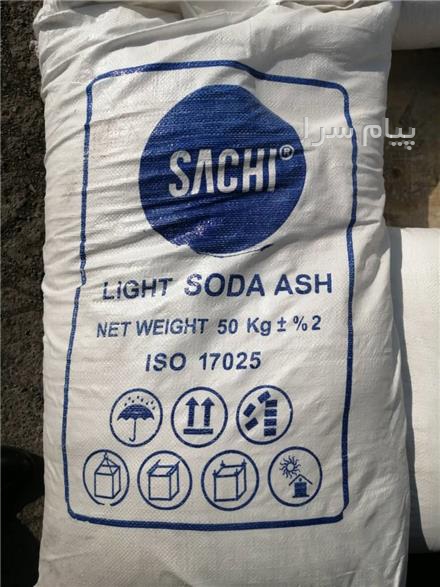 پیام سرا
SACHI®
LIGHT SODA ASH
NET WEIGHT 50 Kg ± %2
ISO 17025